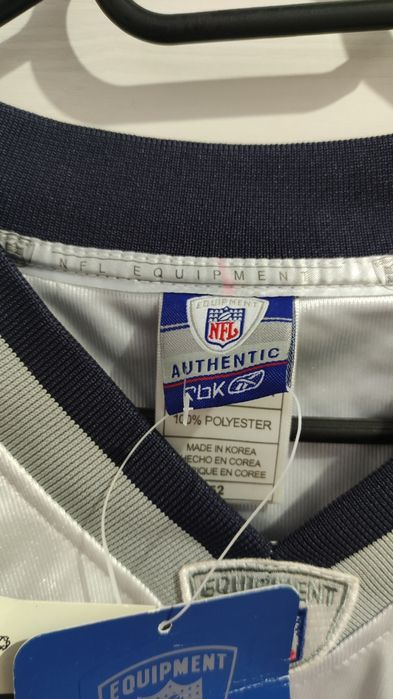 NFL EQUIPMENT
EQUIPMENT
NFL
AUTHENTIC
RBK
100% POLYESTER
MADE IN KOREA
HECHO EN COREA
FABRIQUE EN COREE
52
EQUIPMENT
EQUIPMENT